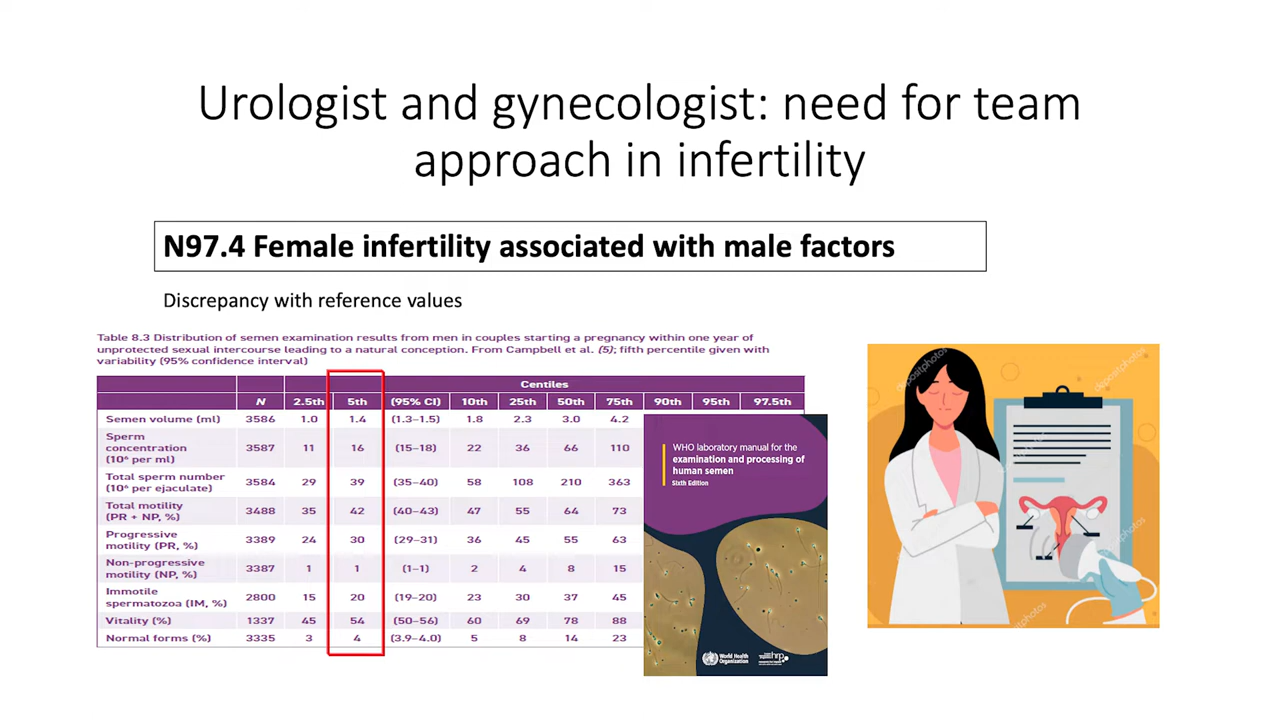 Urologist and gynecologist: need for team
approach in infertility
N97.4 Female infertility associated with male factors
Discrepancy with reference values
Table 8.3 Distribution of semen examination results from men in couples starting a pregnancy within one year of
unprotected sexual intercourse leading to a natural conception. From Campbell et al. (5); fifth percentile given with
variability (95% confidence interval)
Centiles
N 2.5th 5th (95% CI) 10th 25th 50th 75th 90th 95th 97.5th
Semen volume (ml) 3586 1.0 1.4 (1.3–1.5) 1.8 2.3 3.0 4.2
Sperm
concentration
(10⁶ per ml) 3587 11 16 (15–18) 22 36 66 110
Total sperm number
(10⁶ per ejaculate) 3584 29 39 (35–40) 58 108 210 363
Total motility
(PR + NP, %) 3488 35 42 (40–43) 47 55 64 73
Progressive
motility (PR, %) 3389 24 30 (29–31) 36 45 55 63
Non-progressive
motility (NP, %) 3387 1 1 (1–1) 2 4 8 15
Immotile
spermatozoa (IM, %) 2800 15 20 (19–20) 23 30 37 45
Vitality (%) 1337 45 54 (50–56) 60 69 78 88
Normal forms (%) 3335 3 4 (3.9–4.0) 5 8 14 23
WHO laboratory manual for the
examination and processing of
human semen
Sixth Edition
World Health
Organization
hrp
depositphotos
depositphotos
depositphotos
depositphotos